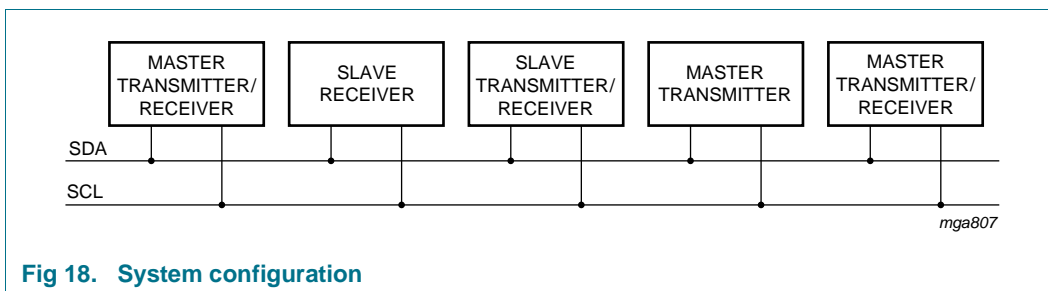 MASTER
TRANSMITTER/
RECEIVER
SLAVE
RECEIVER
SLAVE
TRANSMITTER/
RECEIVER
MASTER
TRANSMITTER
MASTER
TRANSMITTER/
RECEIVER
SDA
SCL
mga807
Fig 18. System configuration